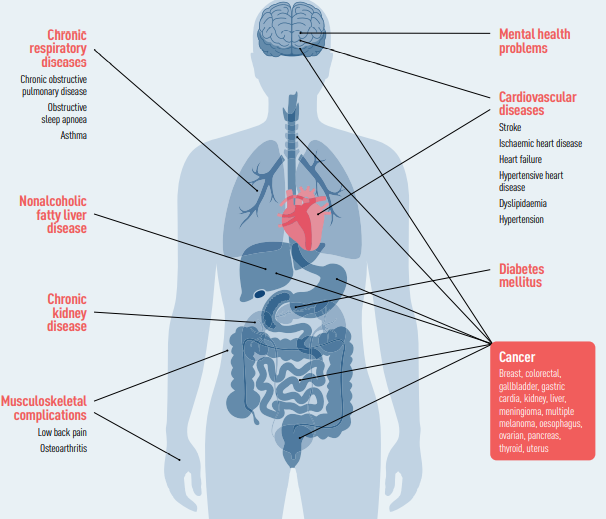 Chronic
respiratory
diseases
Chronic obstructive
pulmonary disease
Obstructive
sleep apnoea
Asthma
Nonalcoholic
fatty liver
disease
Chronic
kidney
disease
Musculoskeletal
complications
Low back pain
Osteoarthritis
Mental health
problems
Cardiovascular
diseases
Stroke
Ischaemic heart disease
Heart failure
Hypertensive heart
disease
Dyslipidaemia
Hypertension
Diabetes
mellitus
Cancer
Breast, colorectal,
gallbladder, gastric
cardia, kidney, liver,
meningioma, multiple
melanoma, oesophagus,
ovarian, pancreas,
thyroid, uterus